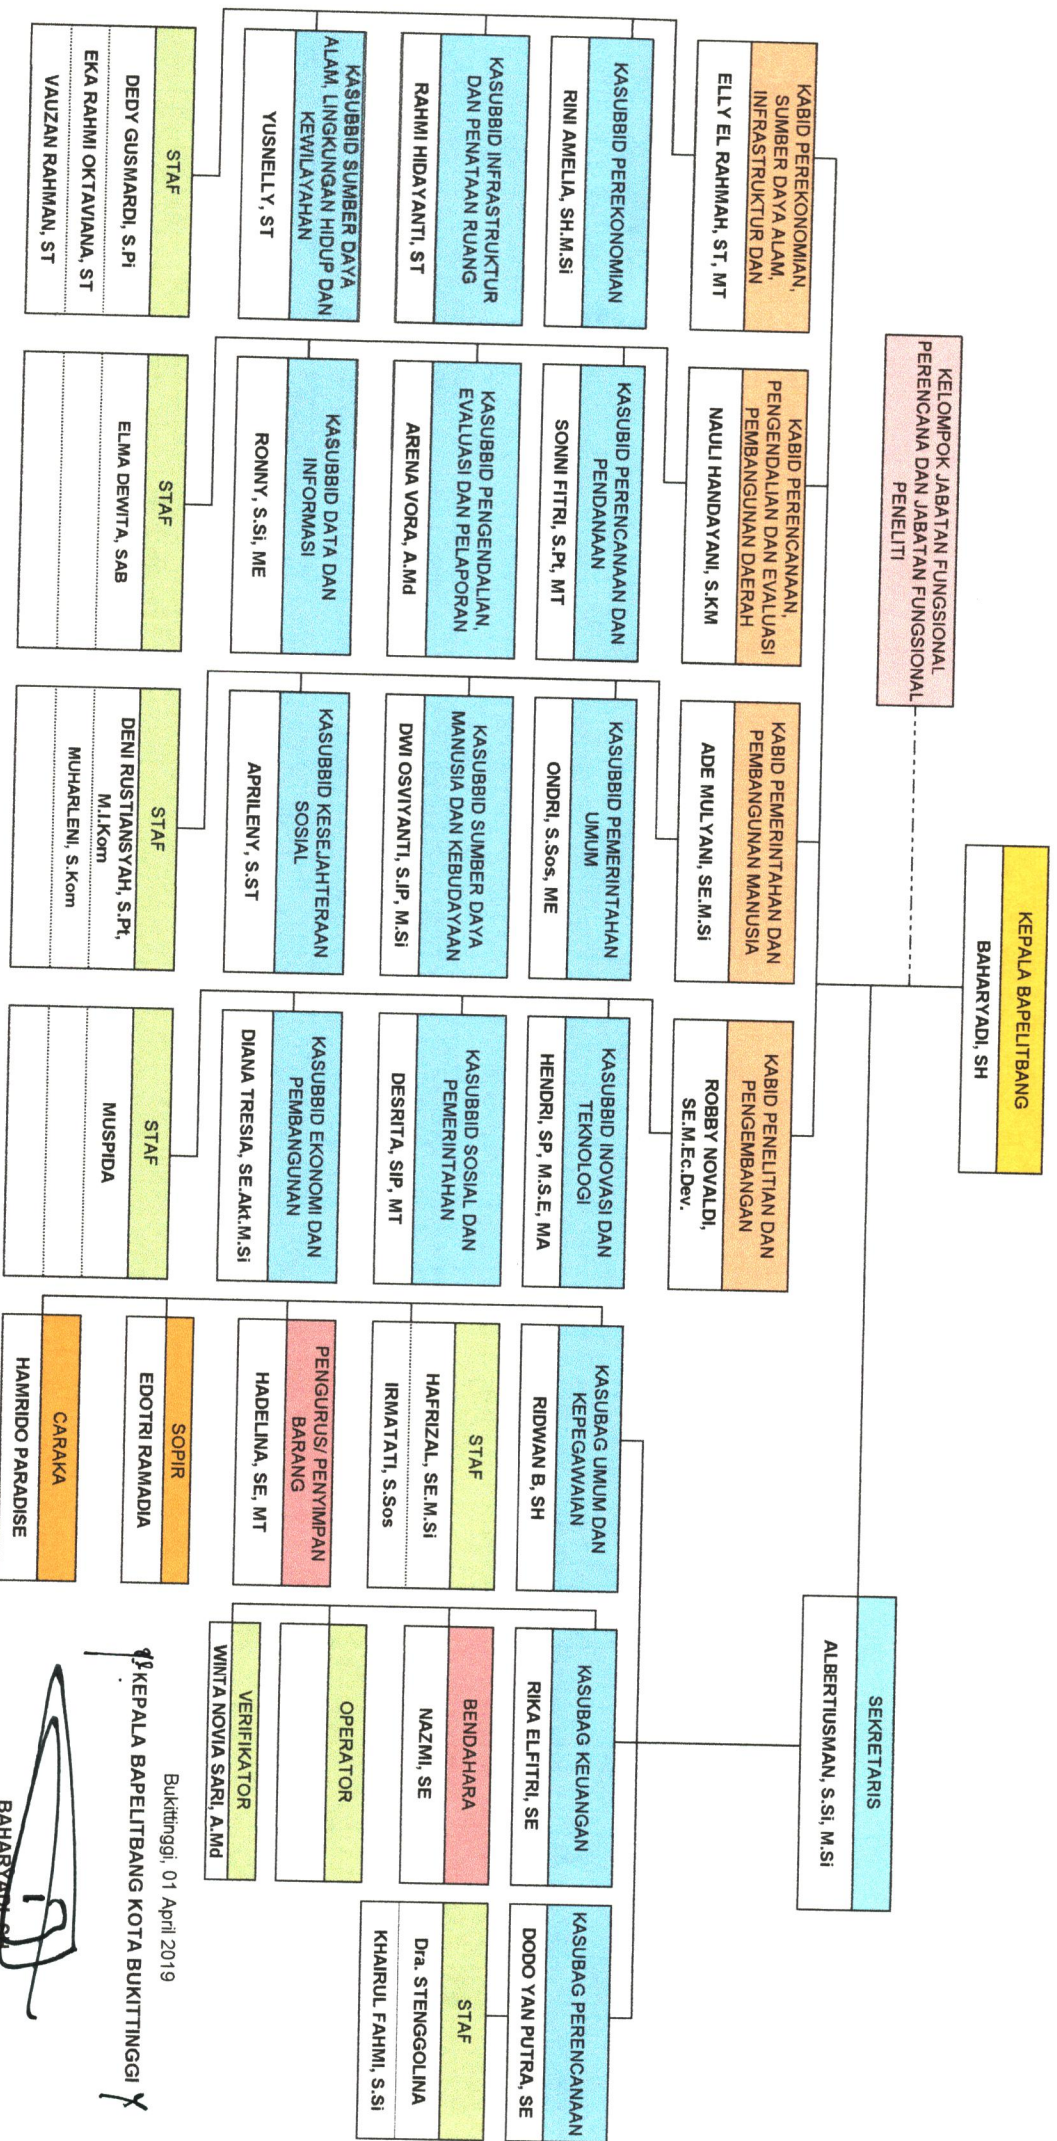 KEPALA BAPELITBANG
BAHARYADI, SH
KELOMPOK JABATAN FUNGSIONAL
PERENCANA DAN JABATAN FUNGSIONAL
PENELITI
SEKRETARIS
ALBERTIUSMAN, S.Si, M.Si
KABID PEREKONOMIAN,
SUMBER DAYA ALAM,
INFRASTRUKTUR DAN
ELLY EL RAHMAH, ST, MT
KASUBBID PEREKONOMIAN
RINI AMELIA, SH.M.Si
KASUBBID INFRASTRUKTUR
DAN PENATAAN RUANG
RAHMI HIDAYANTI, ST
KASUBBID SUMBER DAYA
ALAM, LINGKUNGAN HIDUP DAN
KEWILAYAHAN
YUSNELLY, ST
STAF
DEDY GUSMARDI, S.Pi
EKA RAHMI OKTAVIANA, ST
VAUZAN RAHMAN, ST
KABID PERENCANAAN,
PENGENDALIAN DAN EVALUASI
PEMBANGUNAN DAERAH
NAULI HANDAYANI, S.KM
KASUBID PERENCANAAN DAN
PENDANAAN
SONNI FITRI, S.Pt, MT
KASUBBID PENGENDALIAN,
EVALUASI DAN PELAPORAN
ARENA VORA, A.Md
KASUBBID DATA DAN
INFORMASI
RONNY, S.Si, ME
STAF
ELMA DEWITA, SAB
KABID PEMERINTAHAN DAN
PEMBANGUNAN MANUSIA
ADE MULYANI, SE.M.Si
KASUBBID PEMERINTAHAN
UMUM
ONDRI, S.Sos, ME
KASUBBID SUMBER DAYA
MANUSIA DAN KEBUDAYAAN
DWI OSVIYANTI, S.IP, M.Si
KASUBBID KESEJAHTERAAN
SOSIAL
APRILENY, S.ST
STAF
DENI RUSTIANSYAH, S.Pt,
M.I.Kom
MUHARLENI, S.Kom
KABID PENELITIAN DAN
PENGEMBANGAN
ROBBY NOVALDI,
SE.M.Ec.Dev.
KASUBBID INOVASI DAN
TEKNOLOGI
HENDRI, SP, M.S.E, MA
KASUBBID SOSIAL DAN
PEMERINTAHAN
DESRITA, SIP, MT
KASUBBID EKONOMI DAN
PEMBANGUNAN
DIANA TRESIA, SE.Akt.M.Si
STAF
MUSPIDA
KASUBAG UMUM DAN
KEPEGAWAIAN
RIDWAN B, SH
STAF
HAFRIZAL, SE.M.Si
IRMATATI, S.Sos
PENGURUS/ PENYIMPAN
BARANG
HADELINA, SE, MT
SOPIR
EDOTRI RAMADIA
CARAKA
HAMRIDO PARADISE
KASUBAG KEUANGAN
RIKA ELFITRI, SE
BENDAHARA
NAZMI, SE
OPERATOR
VERIFIKATOR
WINTA NOVIA SARI, A.Md
KASUBAG PERENCANAAN
DODO YAN PUTRA, SE
STAF
Dra. STENGGOLINA
KHAIRUL FAHMI, S.Si
Bukittinggi, 01 April 2019
KEPALA BAPELITBANG KOTA BUKITTINGGI
BAHARYADI, SH